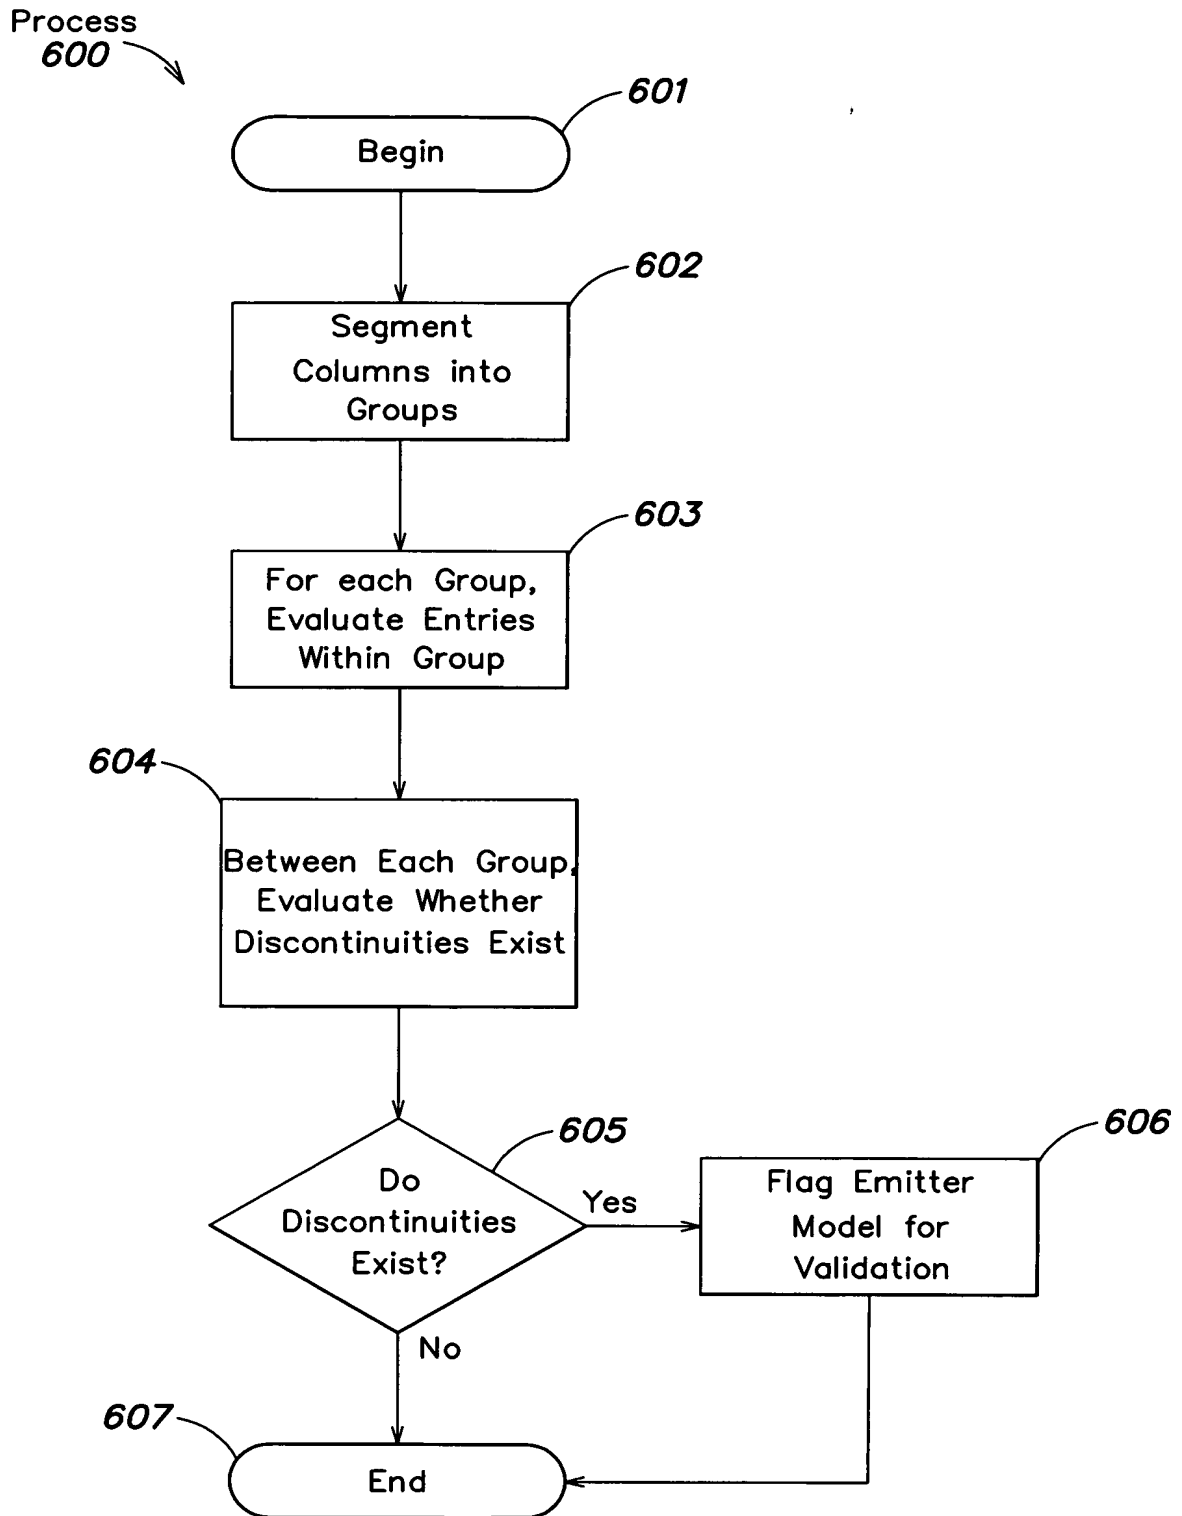 Process
600
601
Begin
602
Segment
Columns into
Groups
603
For each Group,
Evaluate Entries
Within Group
604
Between Each Group,
Evaluate Whether
Discontinuities Exist
605
Do
Discontinuities
Exist?
Yes
606
Flag Emitter
Model for
Validation
No
607
End